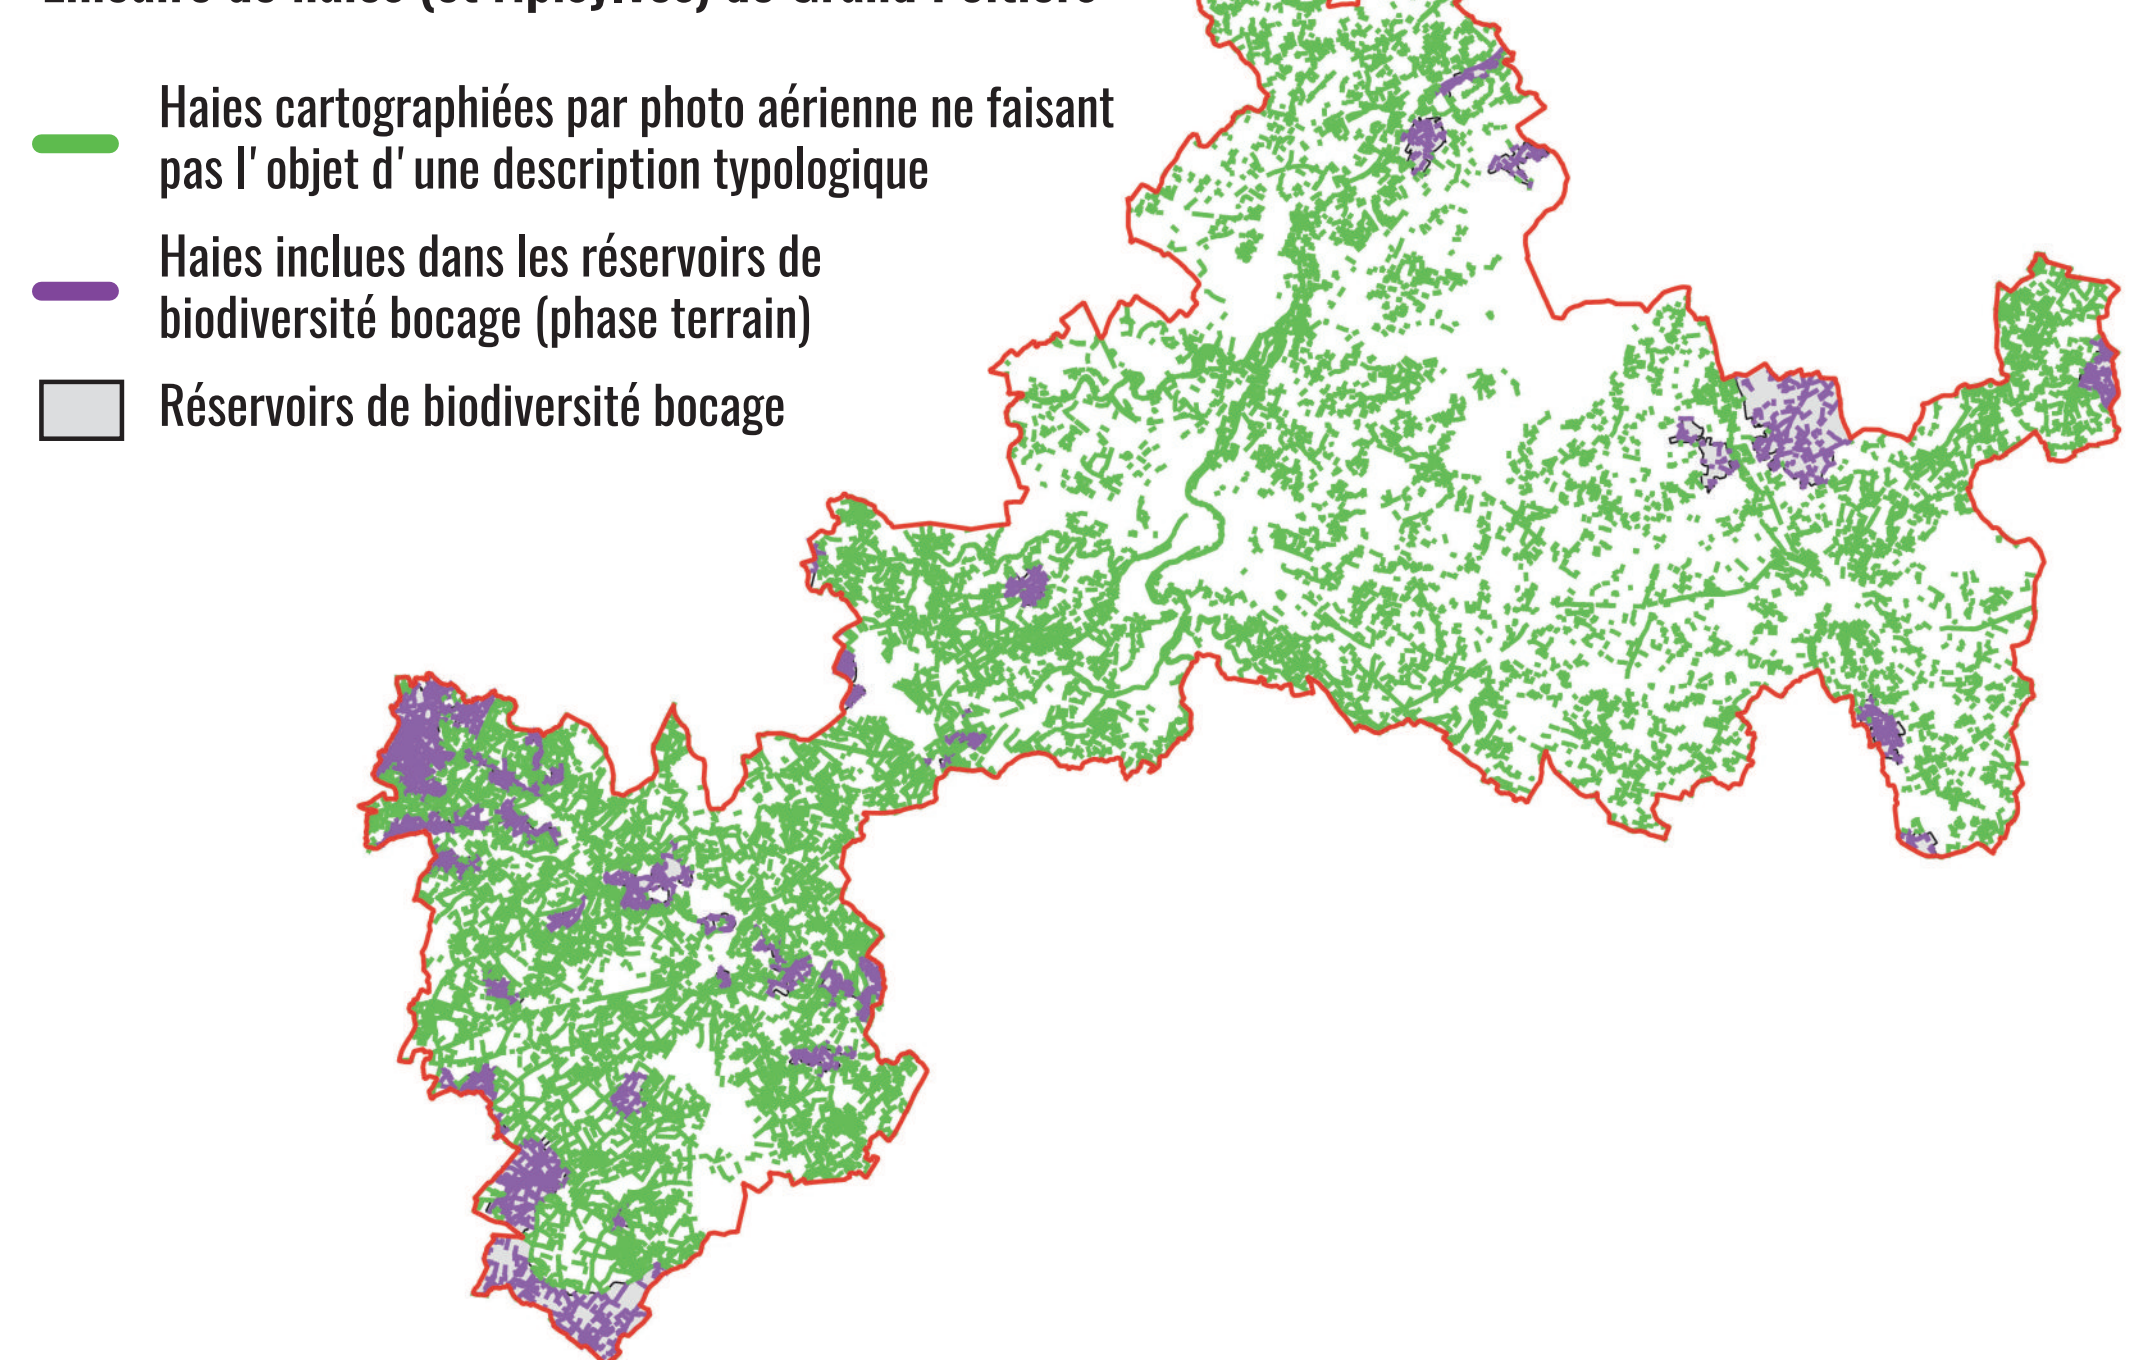 Haies cartographiées par photo aérienne ne faisant
pas l'objet d'une description typologique
Haies inclues dans les réservoirs de
biodiversité bocage (phase terrain)
Réservoirs de biodiversité bocage